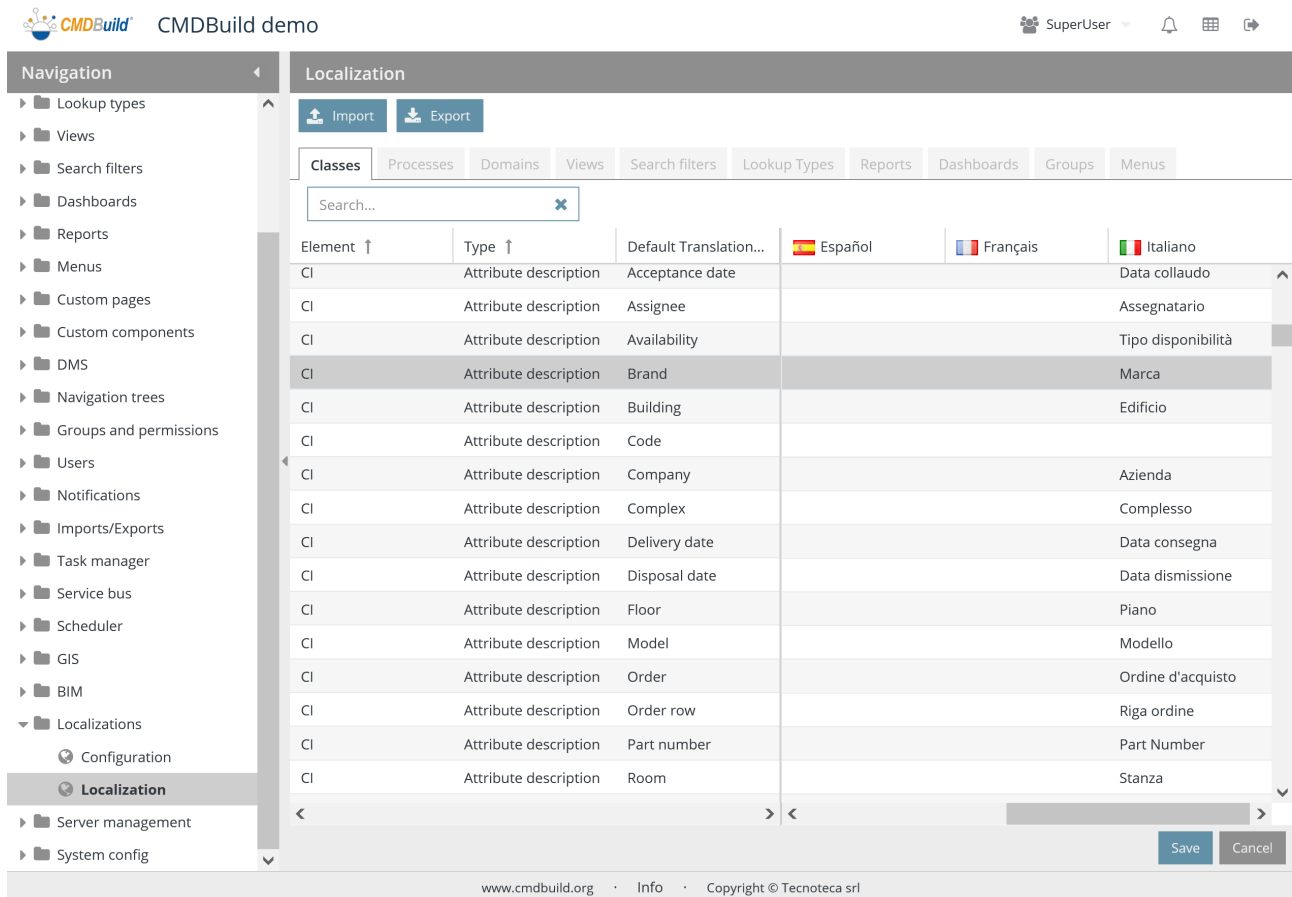 CMDBuild CMDBuild demo SuperUser
Navigation
Lookup types
Views
Search filters
Dashboards
Reports
Menus
Custom pages
Custom components
DMS
Navigation trees
Groups and permissions
Users
Notifications
Imports/Exports
Task manager
Service bus
Scheduler
GIS
BIM
Localizations
Configuration
Localization
Server management
System config
Localization
Import Export
Classes Processes Domains Views Search filters Lookup Types Reports Dashboards Groups Menus
Search...
Element Type Default Translation... Español Français Italiano
CI Attribute description Acceptance date Data collaudo
CI Attribute description Assignee Assegnatario
CI Attribute description Availability Tipo disponibilità
CI Attribute description Brand Marca
CI Attribute description Building Edificio
CI Attribute description Code
CI Attribute description Company Azienda
CI Attribute description Complex Complesso
CI Attribute description Delivery date Data consegna
CI Attribute description Disposal date Data dismissione
CI Attribute description Floor Piano
CI Attribute description Model Modello
CI Attribute description Order Ordine d'acquisto
CI Attribute description Order row Riga ordine
CI Attribute description Part number Part Number
CI Attribute description Room Stanza
Save Cancel
www.cmdbuild.org · Info · Copyright © Tecnoteca srl